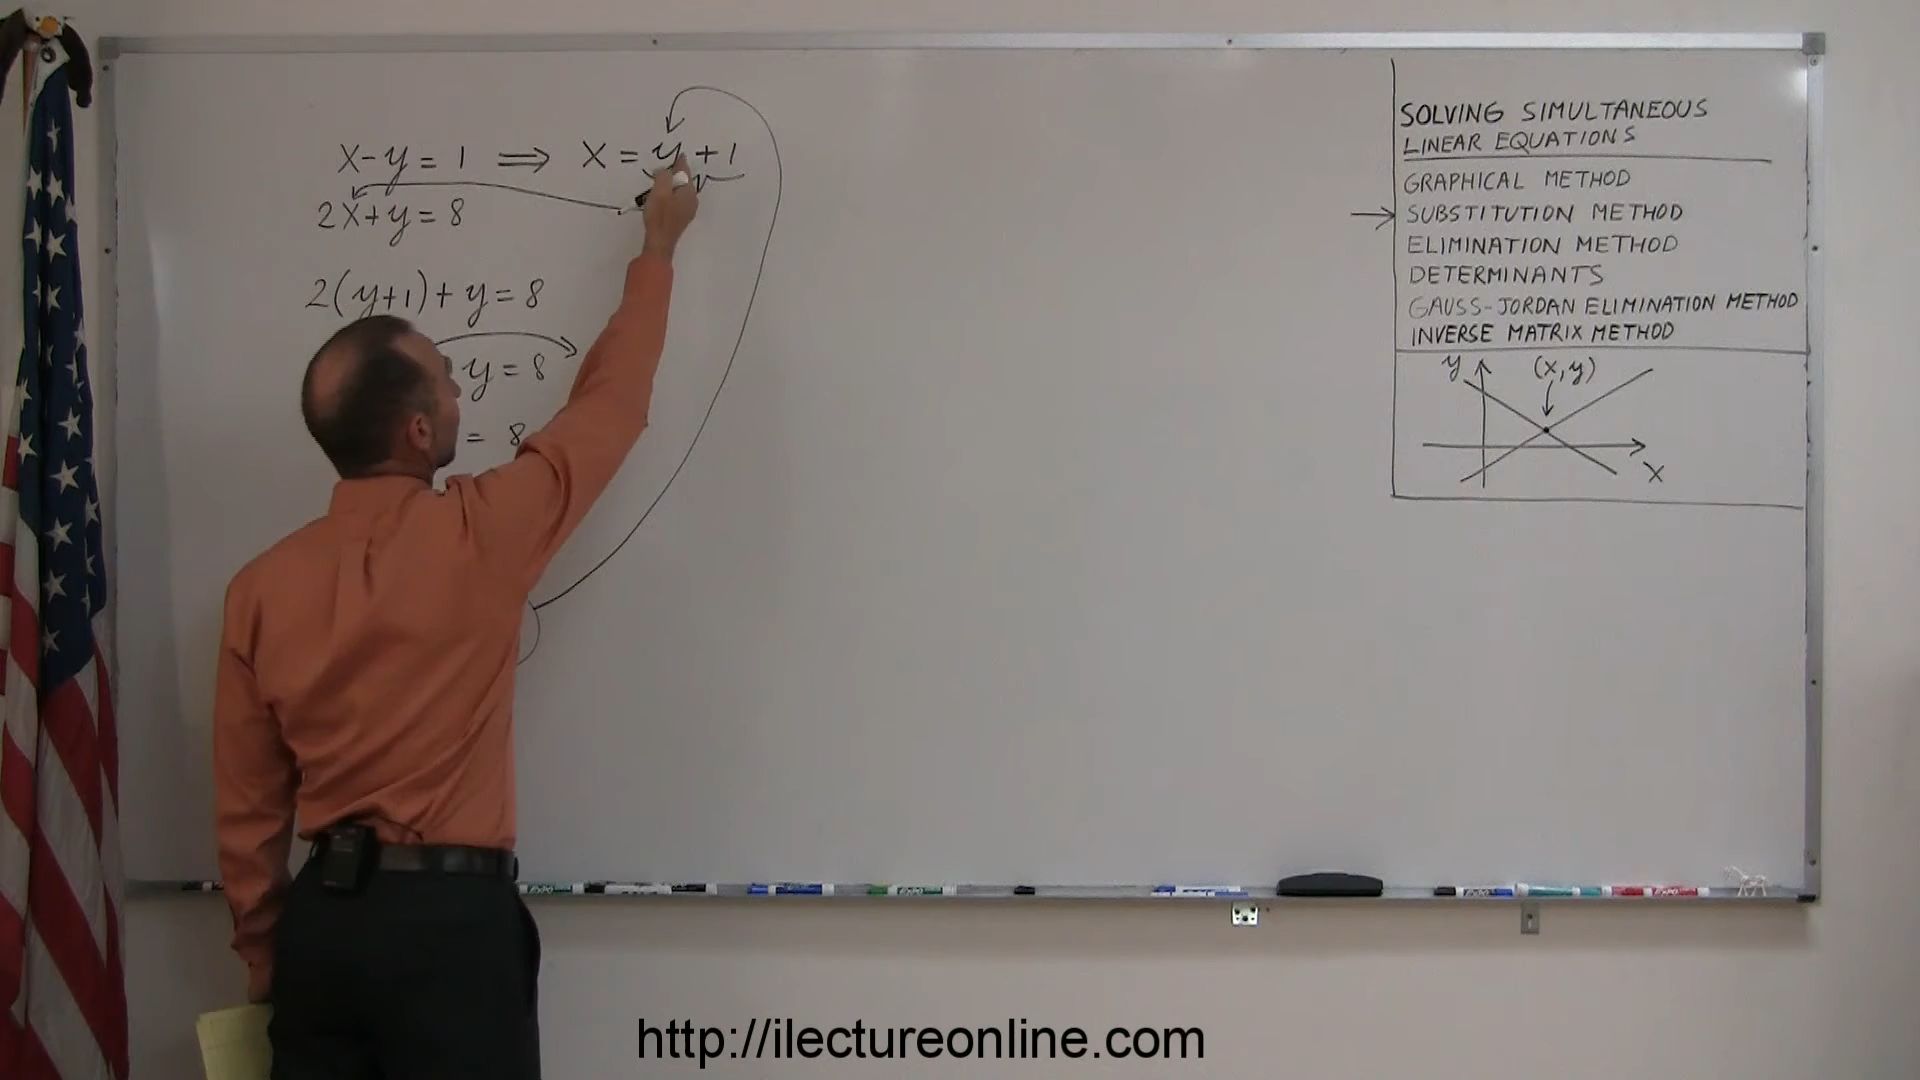 x-y = 1 ⟹ x = y + 1
2x+y = 8
2(y+1) + y = 8
y = 8
= 8
SOLVING SIMULTANEOUS
LINEAR EQUATIONS
GRAPHICAL METHOD
→ SUBSTITUTION METHOD
ELIMINATION METHOD
DETERMINANTS
GAUSS-JORDAN ELIMINATION METHOD
INVERSE MATRIX METHOD
y (x,y)
x
http://ilectureonline.com